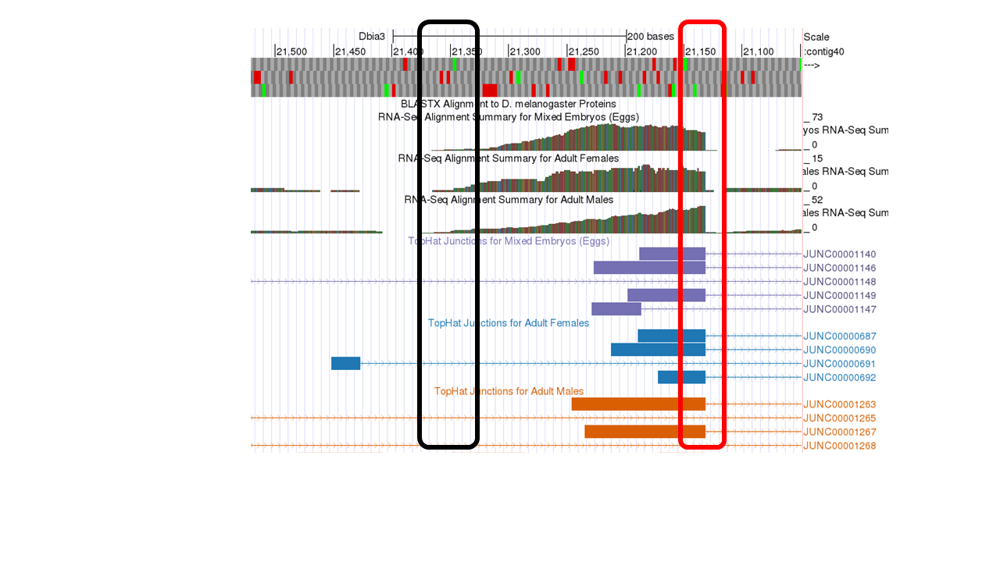 Dbia3 200 bases Scale
21,500 21,450 21,400 21,350 21,300 21,250 21,200 21,150 21,100 :contig40
--->
BLASTX Alignment to D. melanogaster Proteins
RNA-Seq Alignment Summary for Mixed Embryos (Eggs)
73
yos RNA-Seq Sum
0
RNA-Seq Alignment Summary for Adult Females
15
ales RNA-Seq Sum
0
RNA-Seq Alignment Summary for Adult Males
52
ales RNA-Seq Sum
0
TopHat Junctions for Mixed Embryos (Eggs)
JUNC00001140
JUNC00001146
JUNC00001148
JUNC00001149
JUNC00001147
TopHat Junctions for Adult Females
JUNC00000687
JUNC00000690
JUNC00000691
JUNC00000692
TopHat Junctions for Adult Males
JUNC00001263
JUNC00001265
JUNC00001267
JUNC00001268